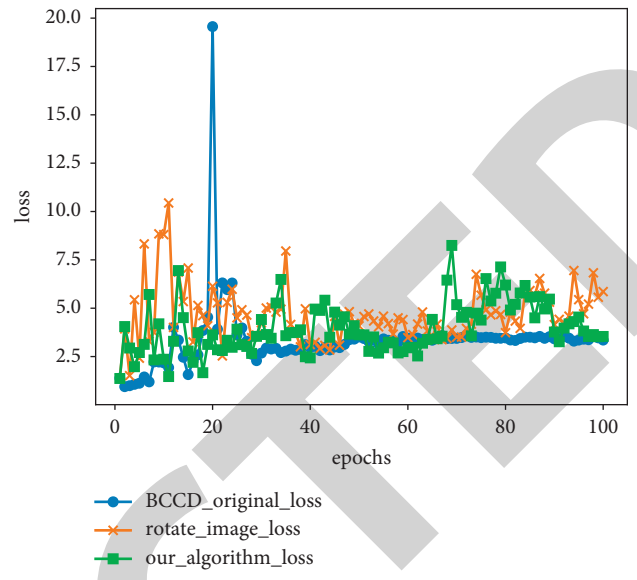 20.0
17.5
15.0
12.5
10.0
7.5
5.0
2.5
loss
0 20 40 60 80 100
epochs
BCCD_original_loss
rotate_image_loss
our_algorithm_loss
CTED